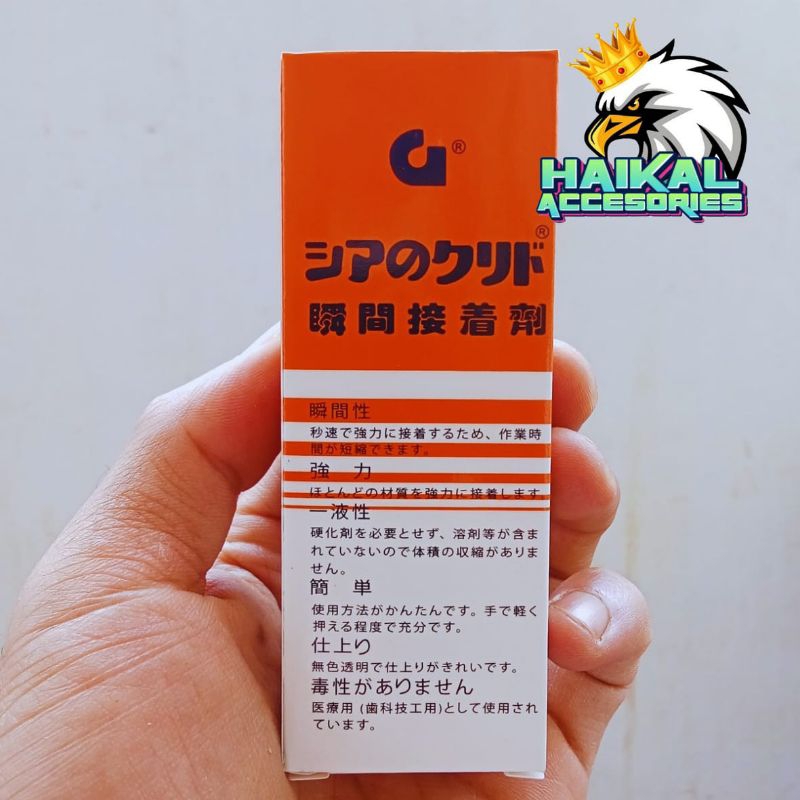 HAIKAL
ACCESORIES
®
シアのクリド®
瞬間接着剤
瞬間性
秒速で強力に接着するため、作業時
間が短縮できます。
強 力
ほとんどの材質を強力に接着します
一液性
硬化剤を必要とせず、溶剤等が含ま
れていないので体積の収縮がありま
せん。
簡 単
使用方法がかんたんです。手で軽く
押える程度で充分です。
仕上り
無色透明で仕上りがきれいです。
毒性がありません
医療用(歯科技工用)として使用され
ています。